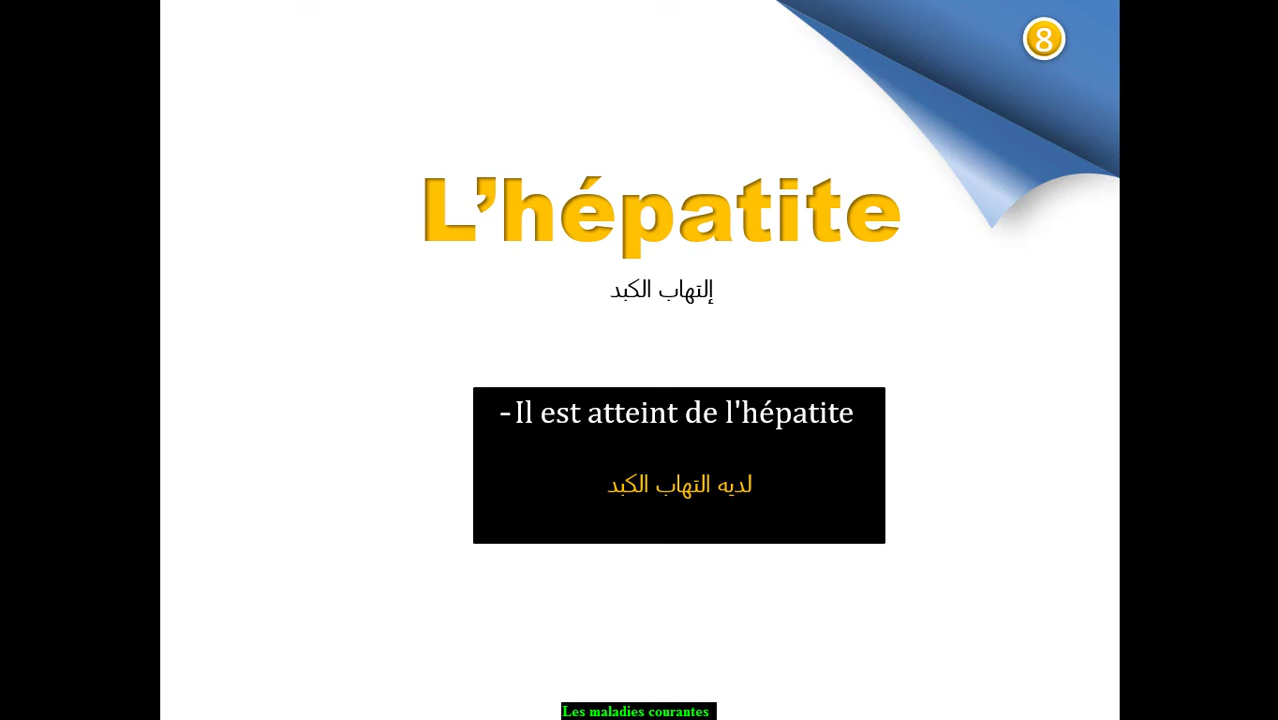 8
L’hépatite
إلتهاب الكبد
-Il est atteint de l'hépatite
لديه التهاب الكبد
Les maladies courantes